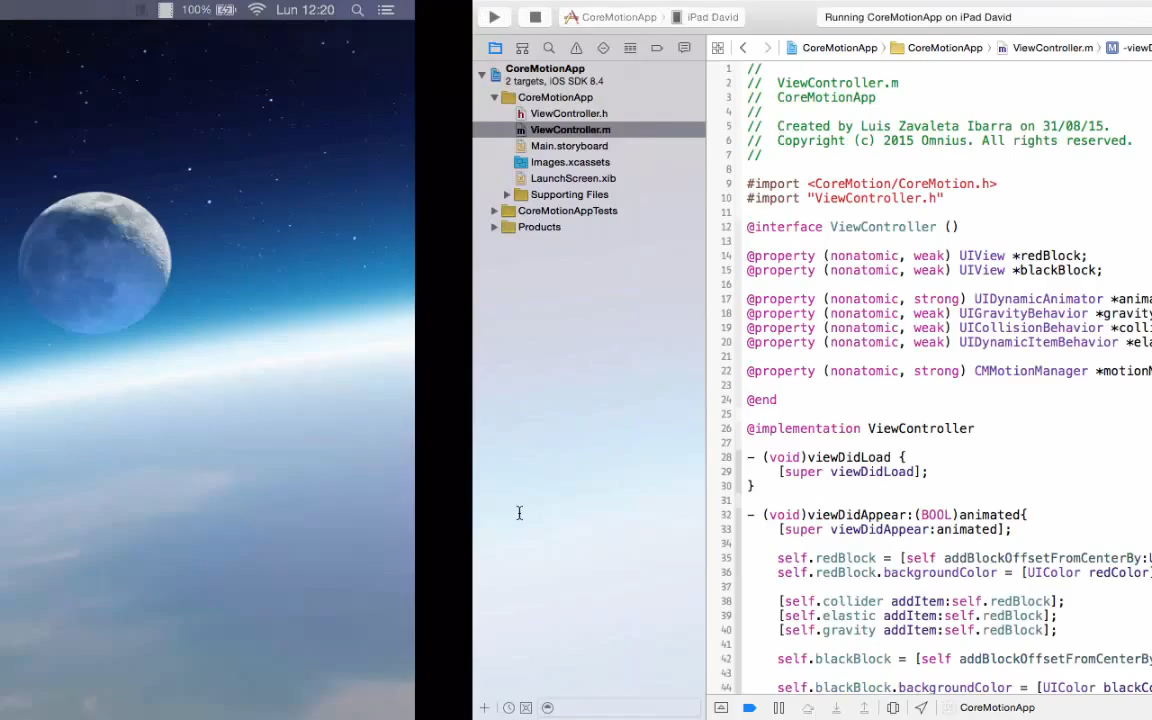 100% Lun 12:20
CoreMotionApp iPad David Running CoreMotionApp on iPad David
CoreMotionApp CoreMotionApp ViewController.m M
CoreMotionApp
2 targets, iOS SDK 8.4
CoreMotionApp
h ViewController.h
m ViewController.m
Main.storyboard
Images.xcassets
LaunchScreen.xib
Supporting Files
CoreMotionAppTests
Products
1 //
2 // ViewController.m
3 // CoreMotionApp
4 //
5 // Created by Luis Zavaleta Ibarra on 31/08/15.
6 // Copyright (c) 2015 Omnius. All rights reserved.
7 //
8
9 #import <CoreMotion/CoreMotion.h>
10 #import "ViewController.h"
11
12 @interface ViewController ()
13
14 @property (nonatomic, weak) UIView *redBlock;
15 @property (nonatomic, weak) UIView *blackBlock;
16
17 @property (nonatomic, strong) UIDynamicAnimator *anima
18 @property (nonatomic, weak) UIGravityBehavior *gravity
19 @property (nonatomic, weak) UICollisionBehavior *colli
20 @property (nonatomic, weak) UIDynamicItemBehavior *ela
21
22 @property (nonatomic, strong) CMMotionManager *motionM
23
24 @end
25
26 @implementation ViewController
27
28 - (void)viewDidLoad {
29 [super viewDidLoad];
30 }
31
32 - (void)viewDidAppear:(BOOL)animated{
33 [super viewDidAppear:animated];
34
35 self.redBlock = [self addBlockOffsetFromCenterBy:U
36 self.redBlock.backgroundColor = [UIColor redColor]
37
38 [self.collider addItem:self.redBlock];
39 [self.elastic addItem:self.redBlock];
40 [self.gravity addItem:self.redBlock];
41
42 self.blackBlock = [self addBlockOffsetFromCenterBy
43
44 self.blackBlock.backgroundColor = [UIColor blackCo
CoreMotionApp